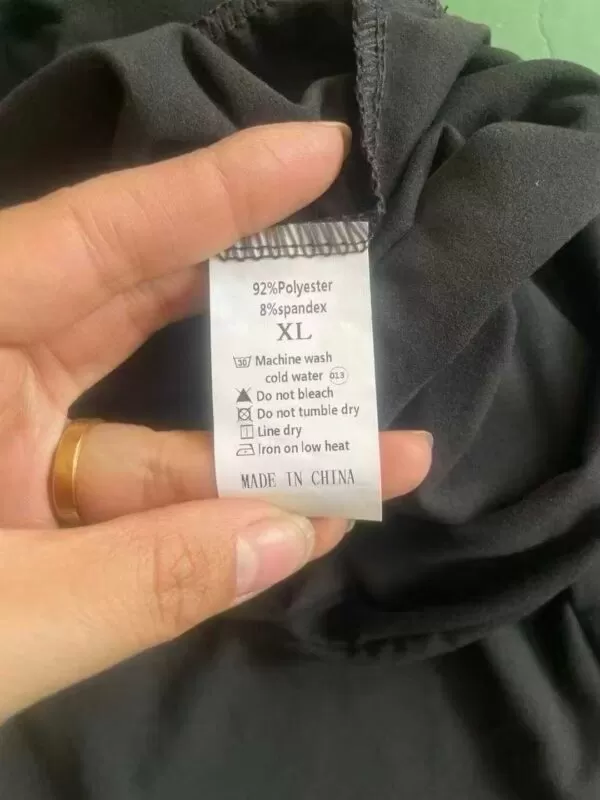 92%Polyester
8%spandex
XL
30 Machine wash
cold water 013
Do not bleach
Do not tumble dry
Line dry
Iron on low heat
MADE IN CHINA